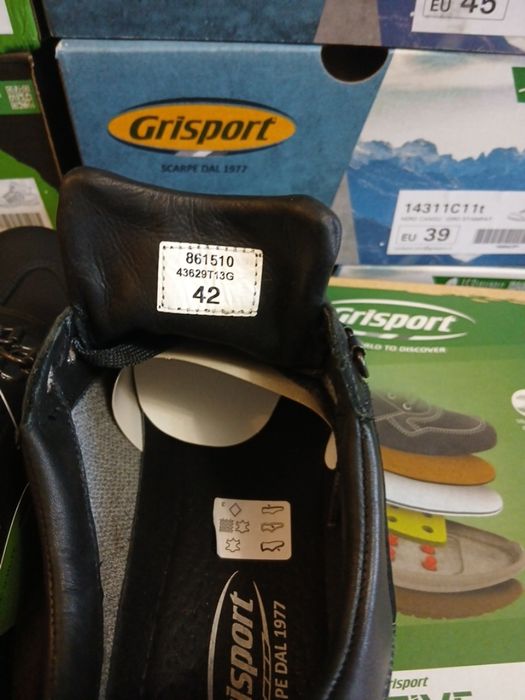 EU 45
Grisport
SCARPE DAL 1977
14311C11t
EU 39
861510
43629T13G
42
Grisport
WORLD TO DISCOVER
E
Grisport
PE DAL 1977
risport